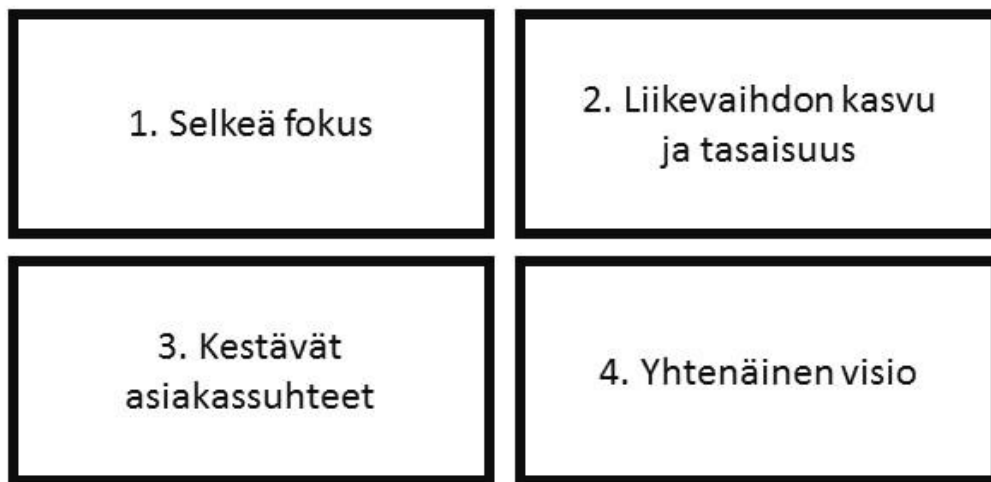 1. Selkeä fokus
2. Liikevaihdon kasvu
ja tasaisuus
3. Kestävät
asiakassuhteet
4. Yhtenäinen visio